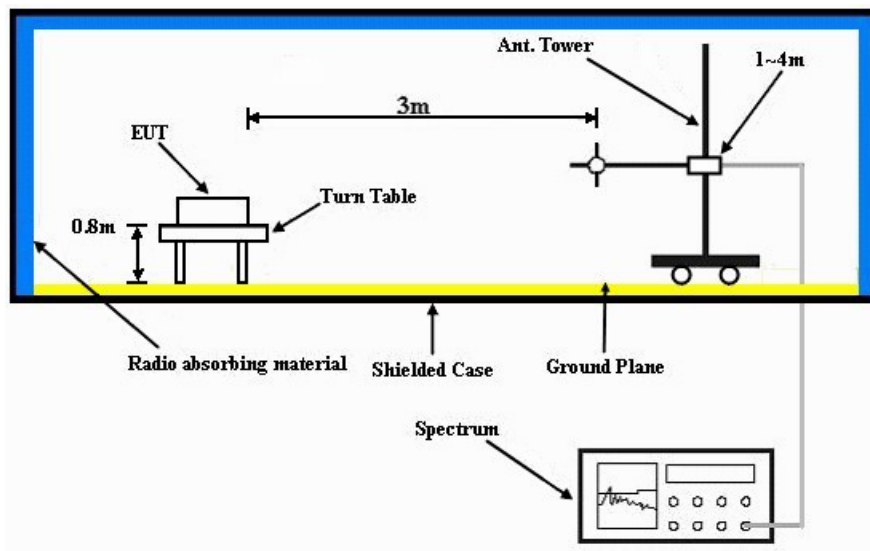 Ant. Tower
1~4m
3m
EUT
Turn Table
0.8m
Radio absorbing material
Shielded Case
Ground Plane
Spectrum